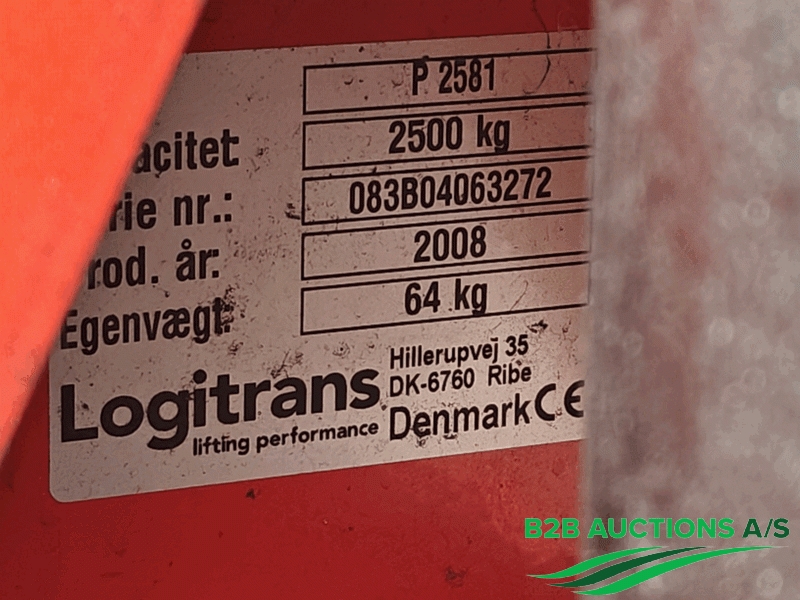 P 2581
acitet 2500 kg
rie nr.: 083B04063272
rod. år: 2008
Egenvægt: 64 kg
Logitrans
lifting performance
Hillerupvej 35
DK-6760 Ribe
Denmark CE
B2B AUCTIONS A/S